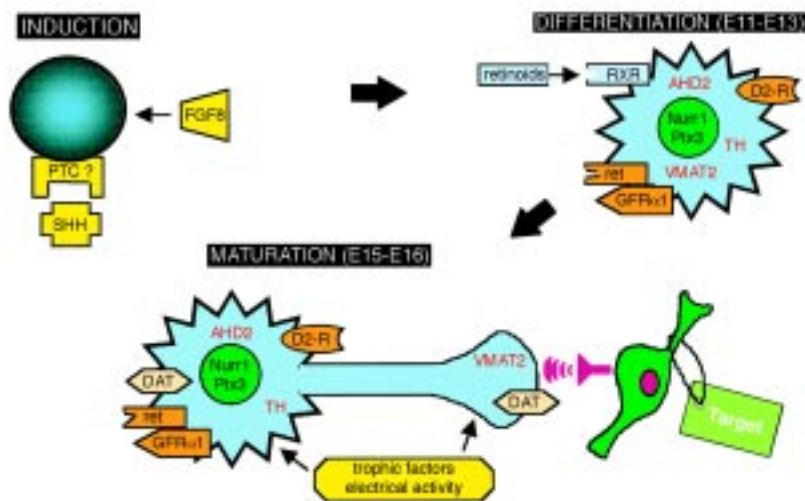 INDUCTION
FGF8
PTC ?
SHH
DIFFERENTIATION (E11-E13)
retinoids
RXR
AHD2
D2-R
Nurr1
Ptx3
TH
VMAT2
ret
GFRα1
MATURATION (E15-E16)
AHD2
D2-R
Nurr1
Ptx3
DAT
TH
ret
GFRα1
VMAT2
DAT
Target
trophic factors
electrical activity